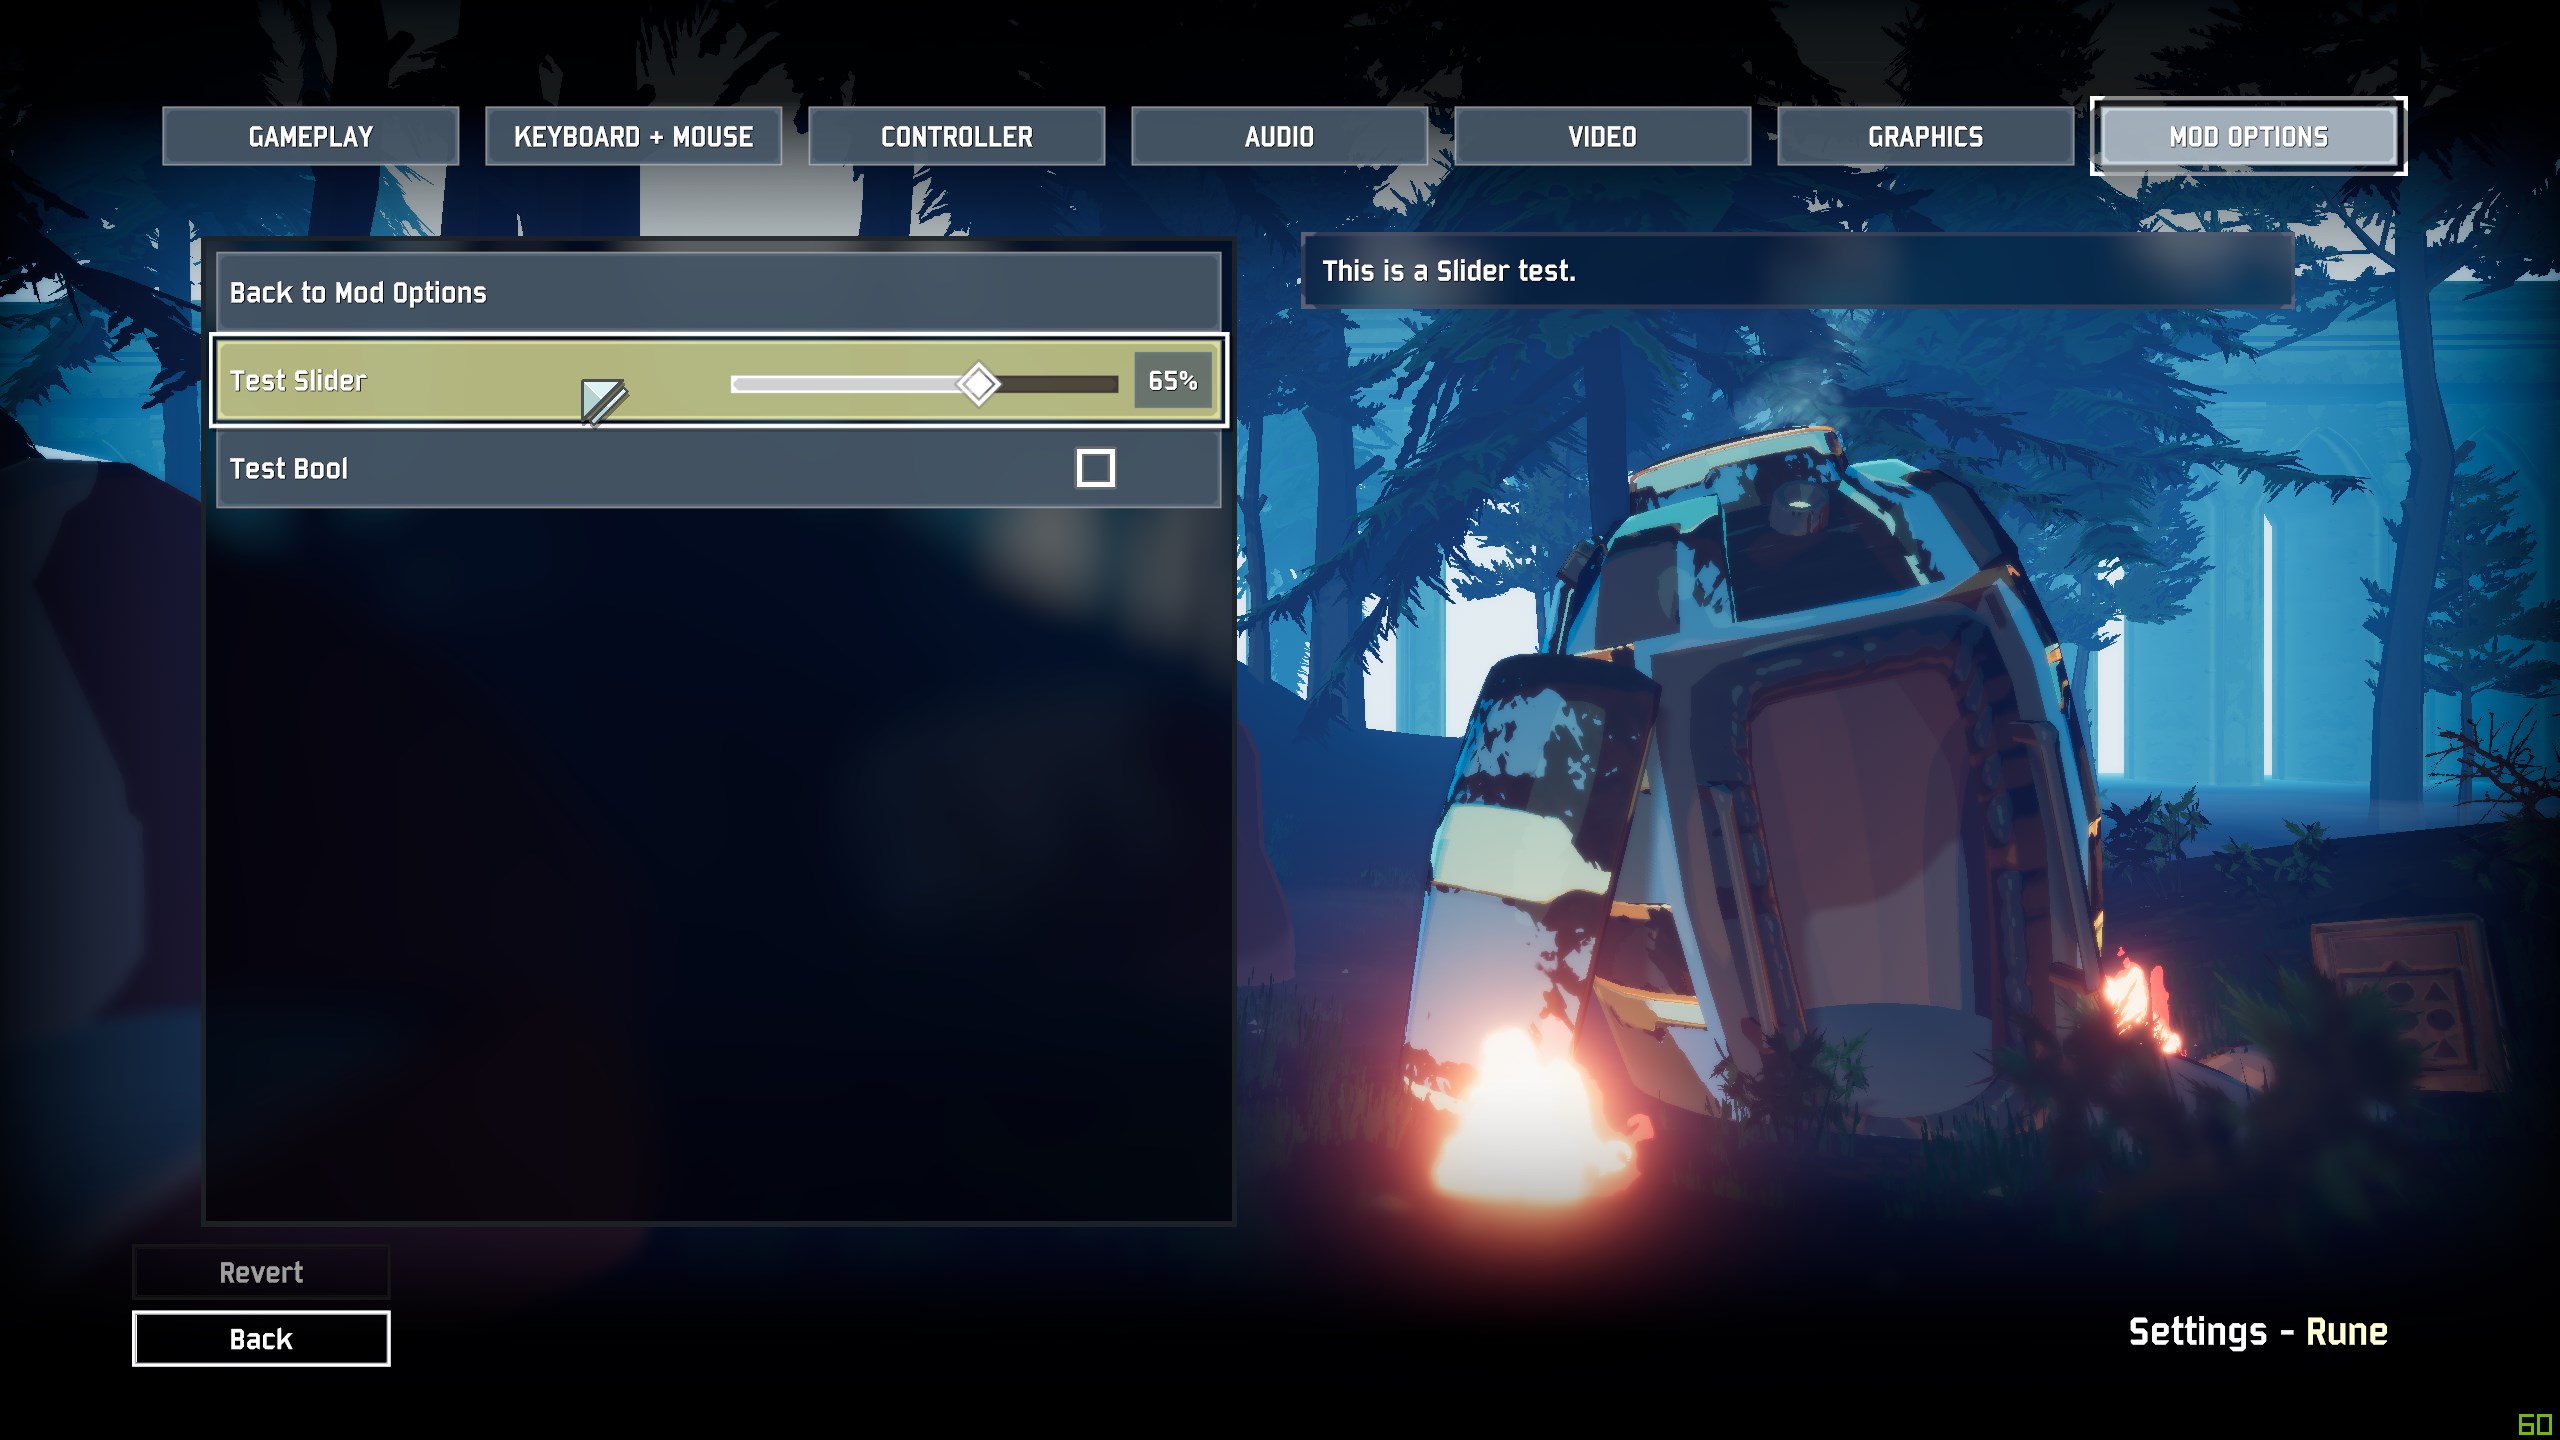 GAMEPLAY
KEYBOARD + MOUSE
CONTROLLER
AUDIO
VIDEO
GRAPHICS
MOD OPTIONS
Back to Mod Options
This is a Slider test.
Test Slider
65%
Test Bool
Revert
Back
Settings - Rune
60